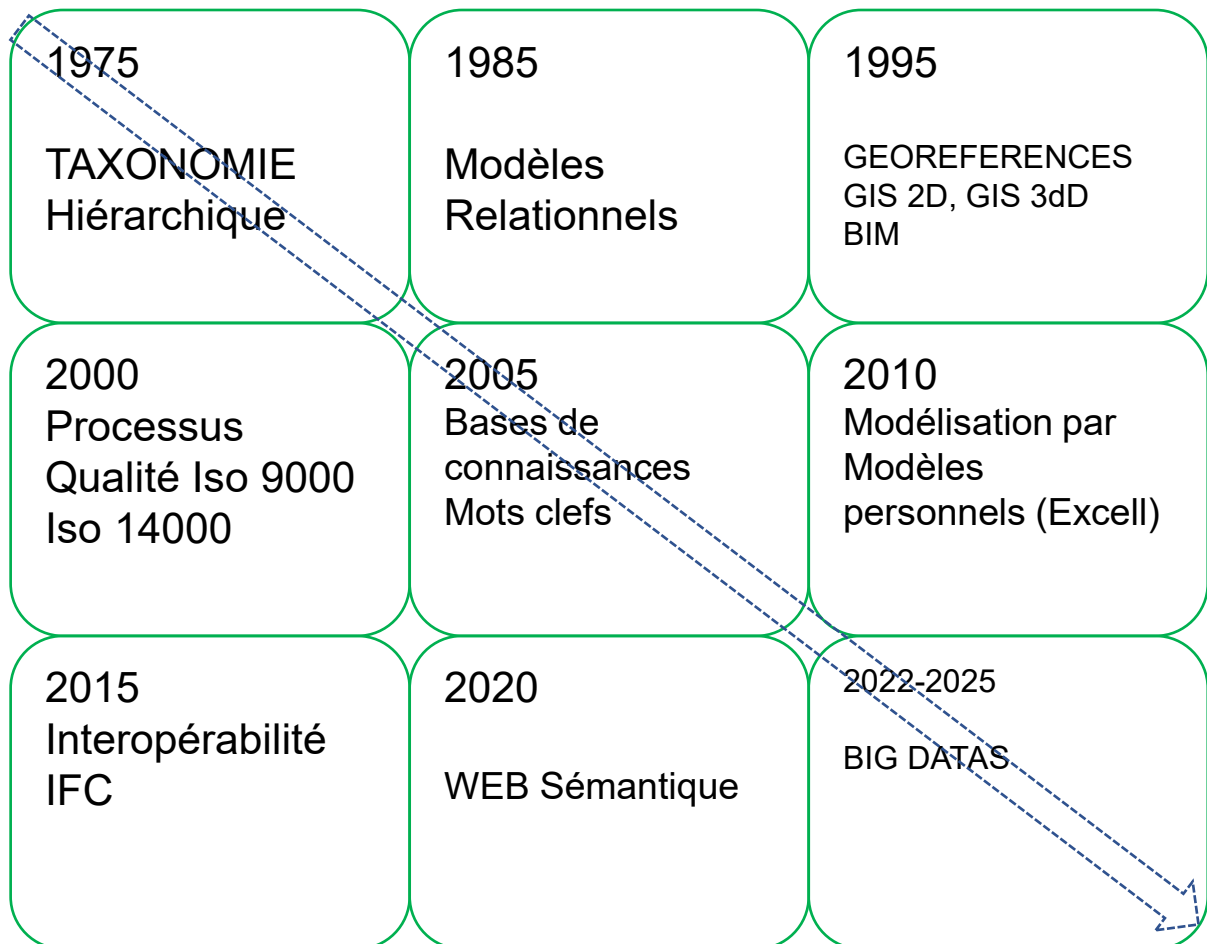 1975
TAXONOMIE
Hiérarchique
1985
Modèles
Relationnels
1995
GEOREFERENCES
GIS 2D, GIS 3dD
BIM
2000
Processus
Qualité Iso 9000
Iso 14000
2005
Bases de
connaissances
Mots clefs
2010
Modélisation par
Modèles
personnels (Excell)
2015
Interopérabilité
IFC
2020
WEB Sémantique
2022-2025
BIG DATAS